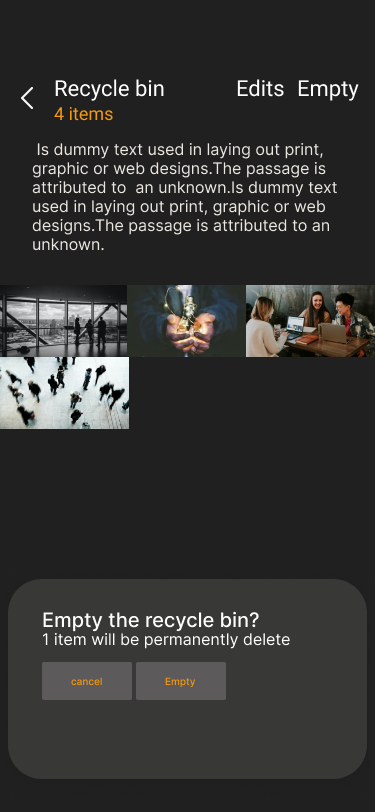 Recycle bin Edits Empty
4 items
Is dummy text used in laying out print,
graphic or web designs.The passage is
attributed to  an unknown.Is dummy text
used in laying out print, graphic or web
designs.The passage is attributed to an
unknown.
Empty the recycle bin?
1 item will be permanently delete
cancel Empty